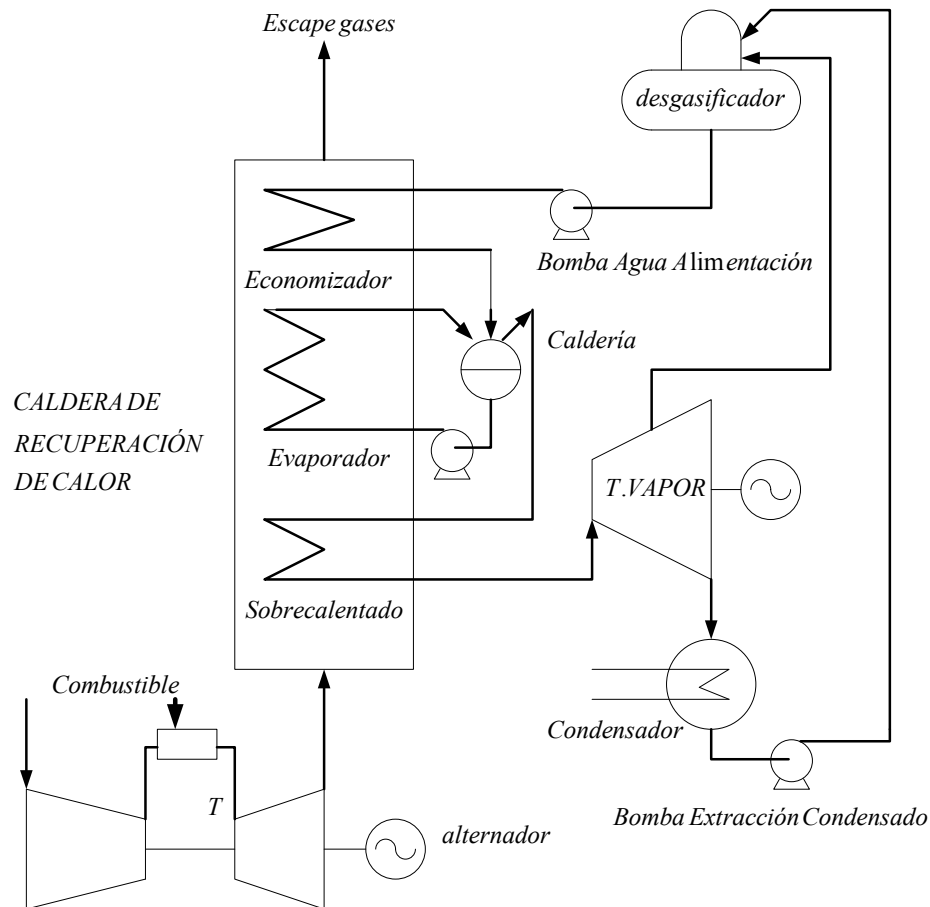 Escape gases
desgasificador
Bomba Agua Alimentación
Economizador
Caldería
CALDERA DE
RECUPERACIÓN
DE CALOR
Evaporador
T.VAPOR
Sobrecalentado
Combustible
Condensador
T
alternador
Bomba Extracción Condensado